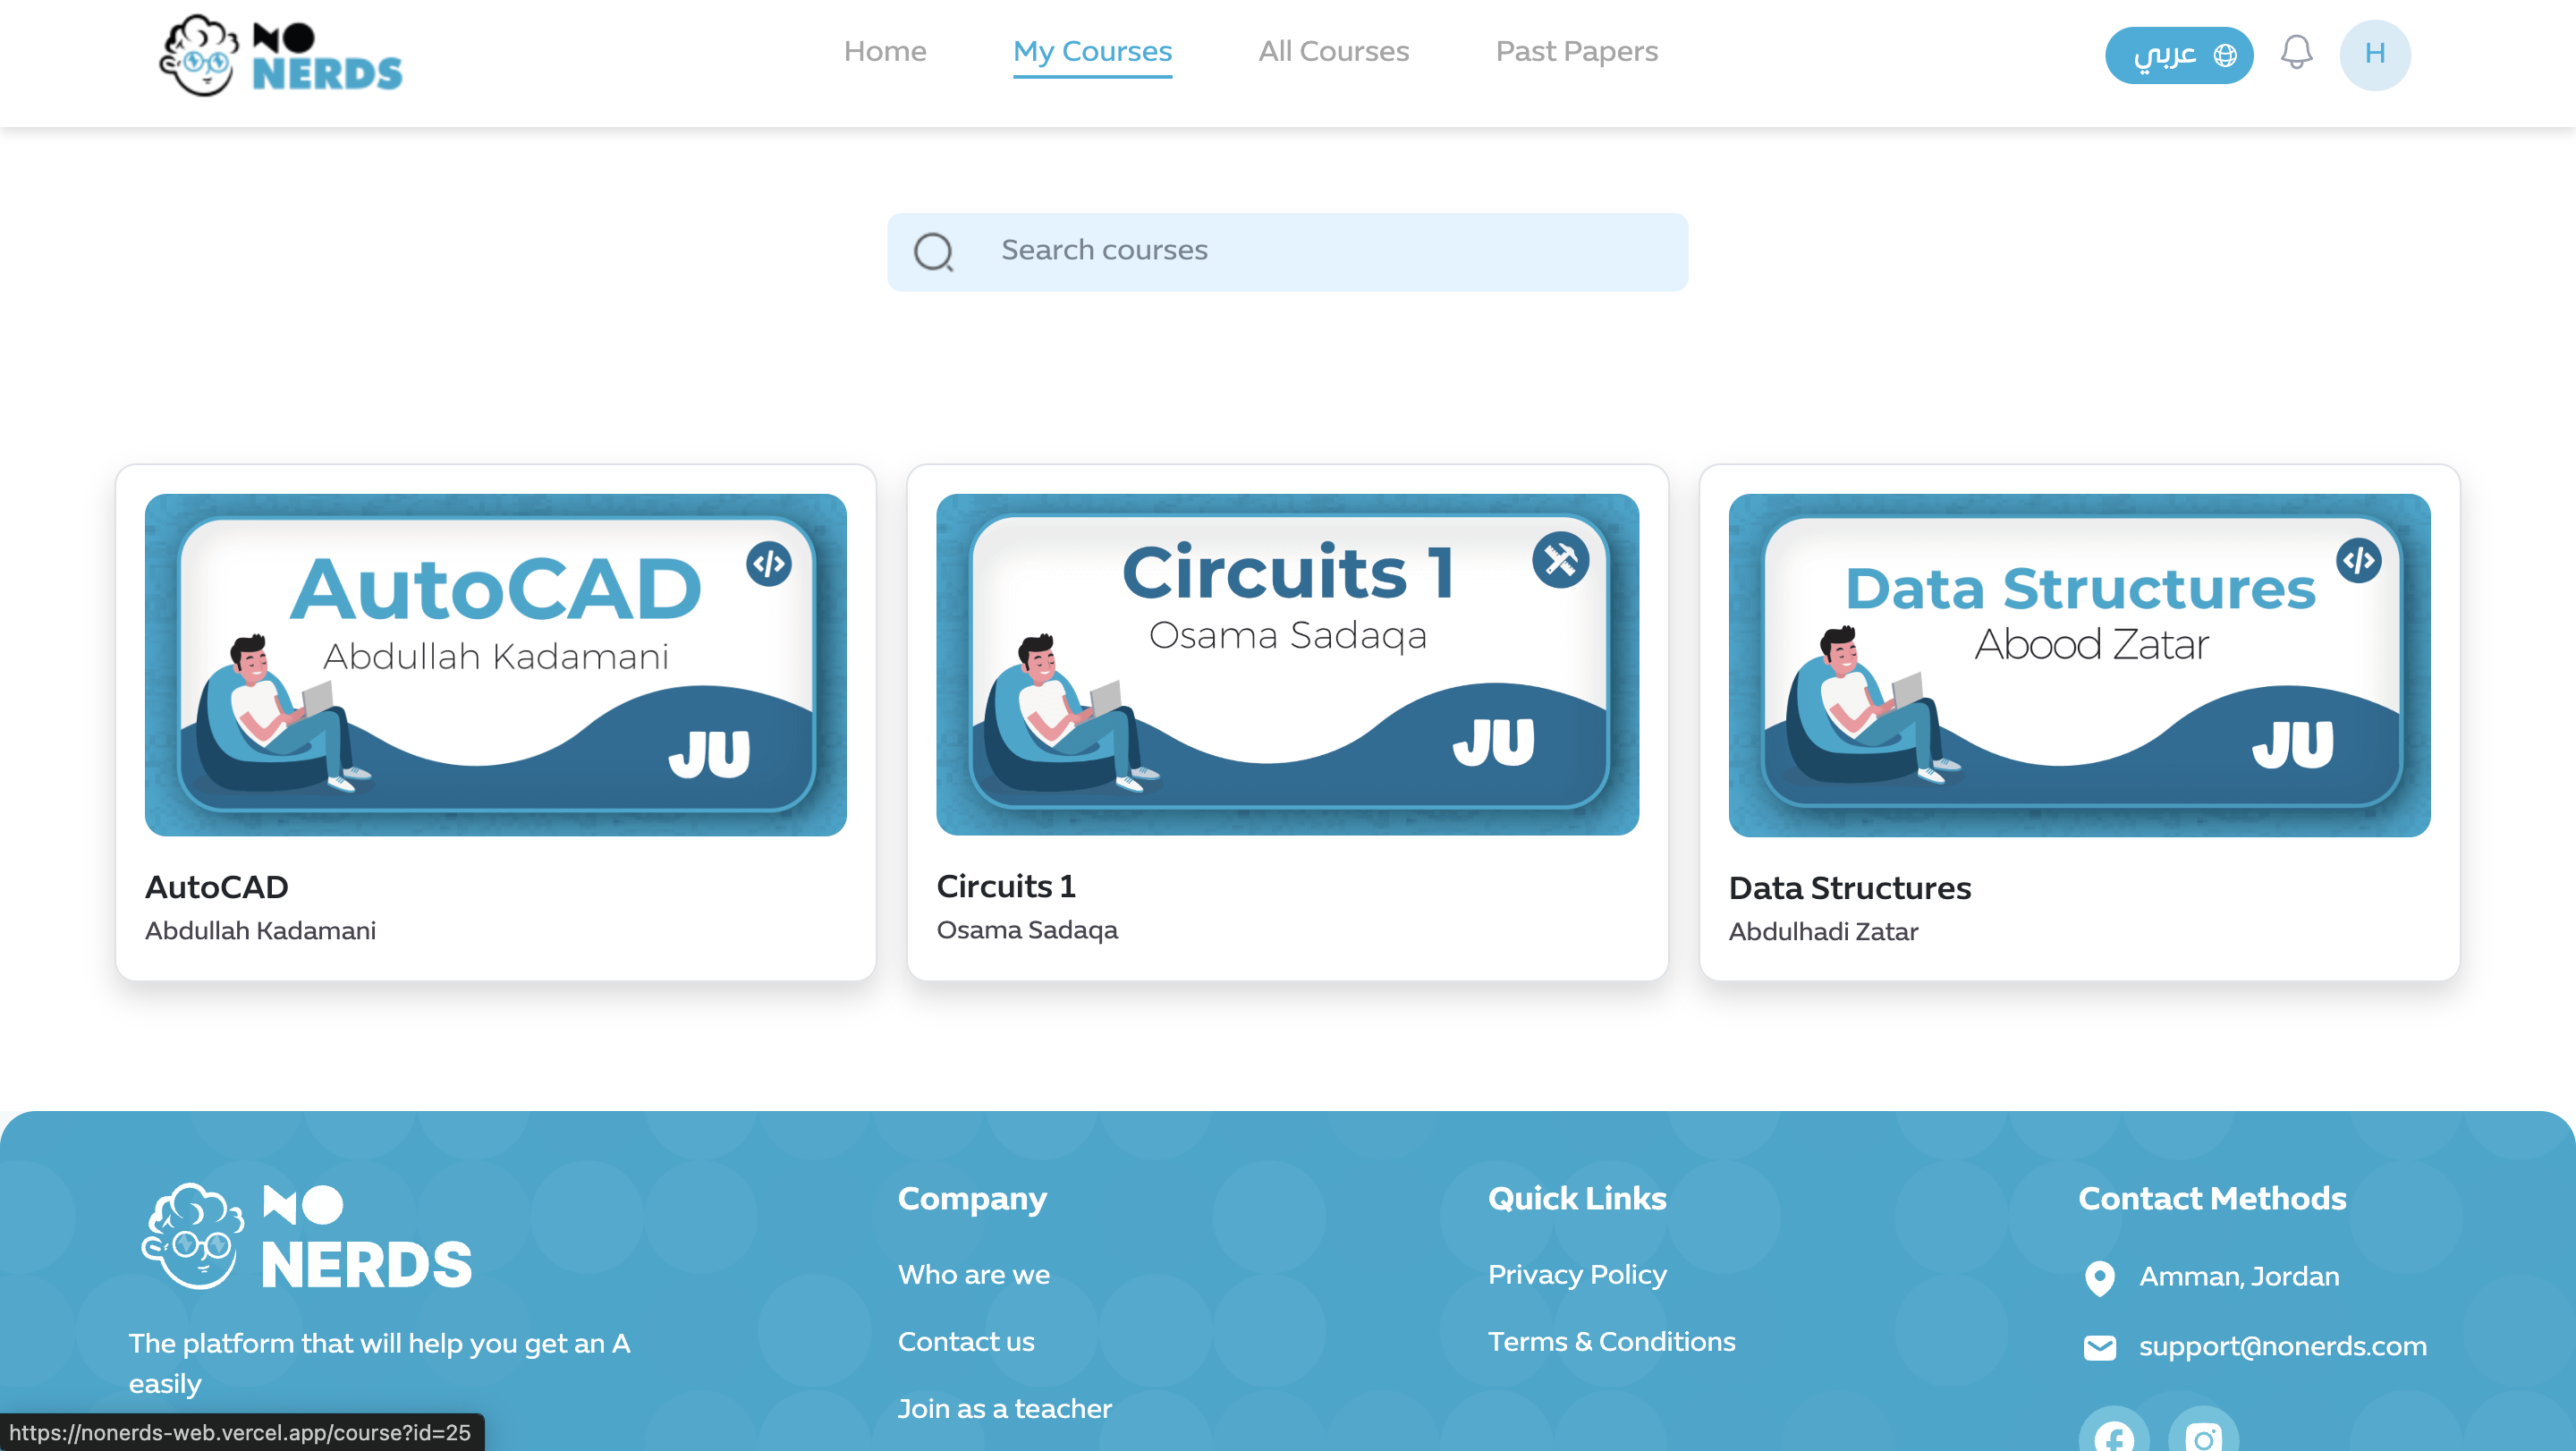 NO
NERDS
Home
My Courses
All Courses
Past Papers
عربي
H
Search courses
AutoCAD
Abdullah Kadamani
JU
AutoCAD
Abdullah Kadamani
Circuits 1
Osama Sadaqa
JU
Circuits 1
Osama Sadaqa
Data Structures
Abood Zatar
JU
Data Structures
Abdulhadi Zatar
NO
NERDS
The platform that will help you get an A
easily
Company
Who are we
Contact us
Join as a teacher
Quick Links
Privacy Policy
Terms & Conditions
Contact Methods
Amman, Jordan
support@nonerds.com
https://nonerds-web.vercel.app/course?id=25